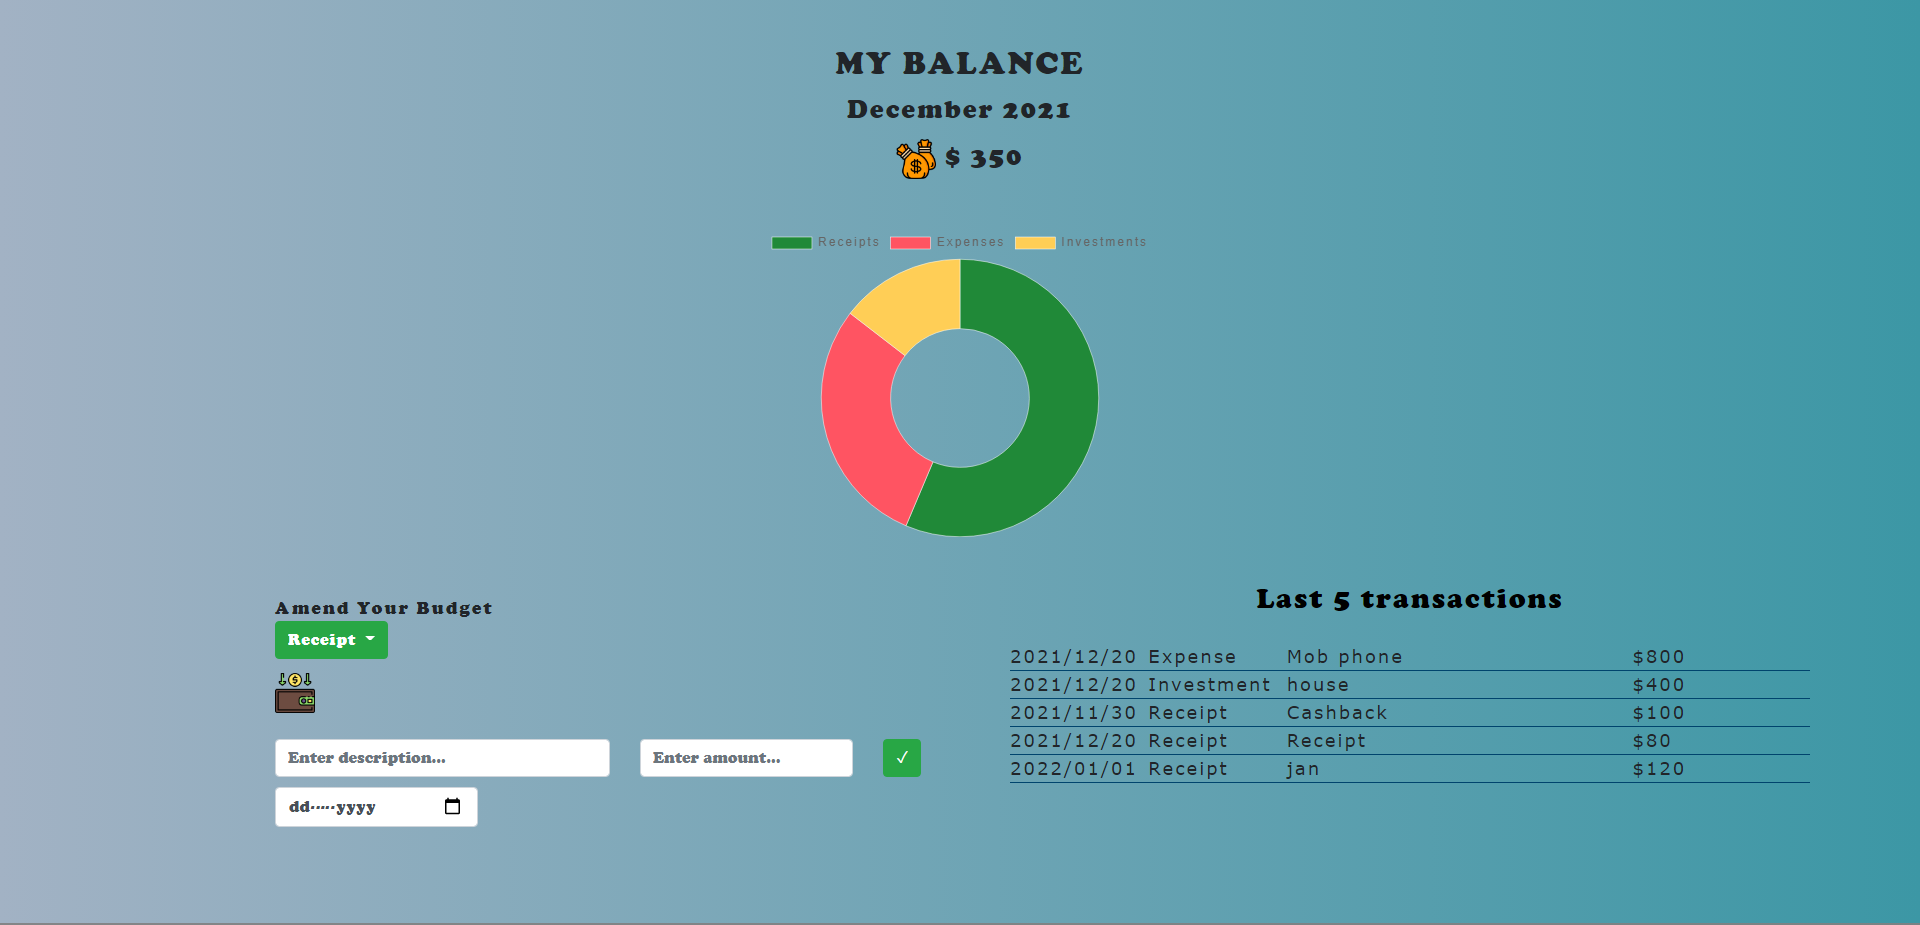 MY BALANCE
December 2021
$ 350
Receipts Expenses Investments
Amend Your Budget
Receipt
Enter description...
Enter amount...
✓
dd-----yyyy
Last 5 transactions
2021/12/20 Expense Mob phone $800
2021/12/20 Investment house $400
2021/11/30 Receipt Cashback $100
2021/12/20 Receipt Receipt $80
2022/01/01 Receipt jan $120